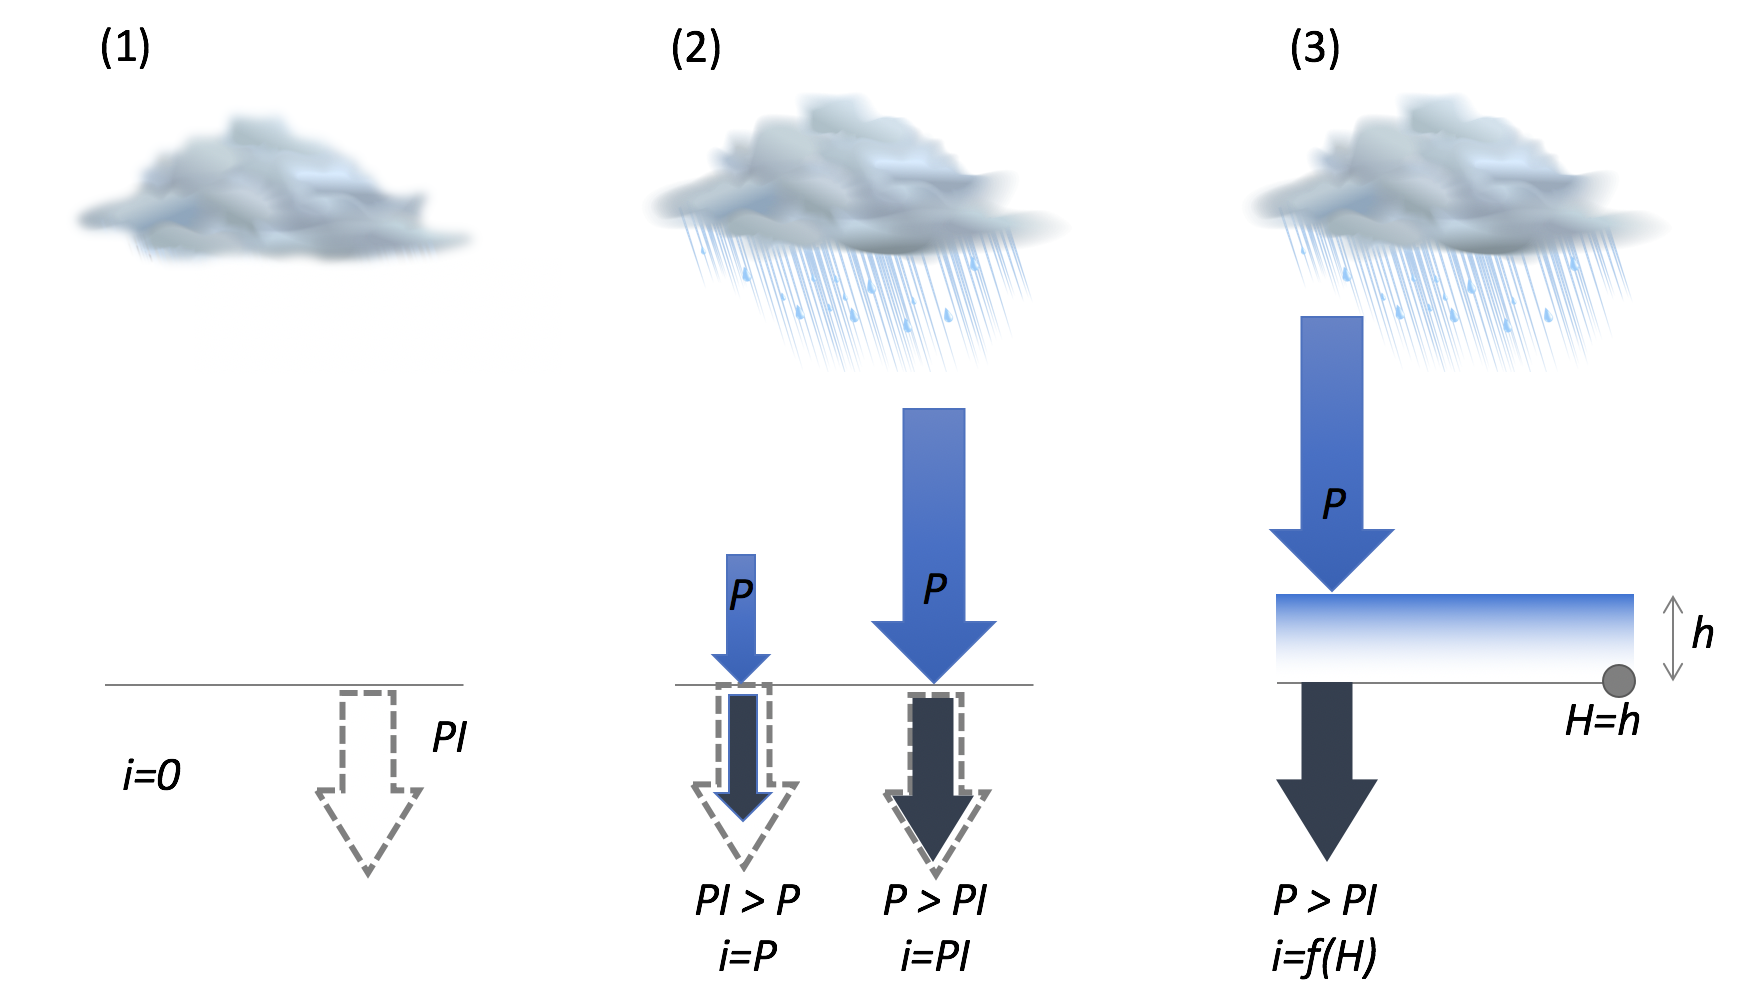 (1)
PI
i=0
(2)
P
P
PI > P
i=P
P > PI
i=PI
(3)
P
h
H=h
P > PI
i=f(H)